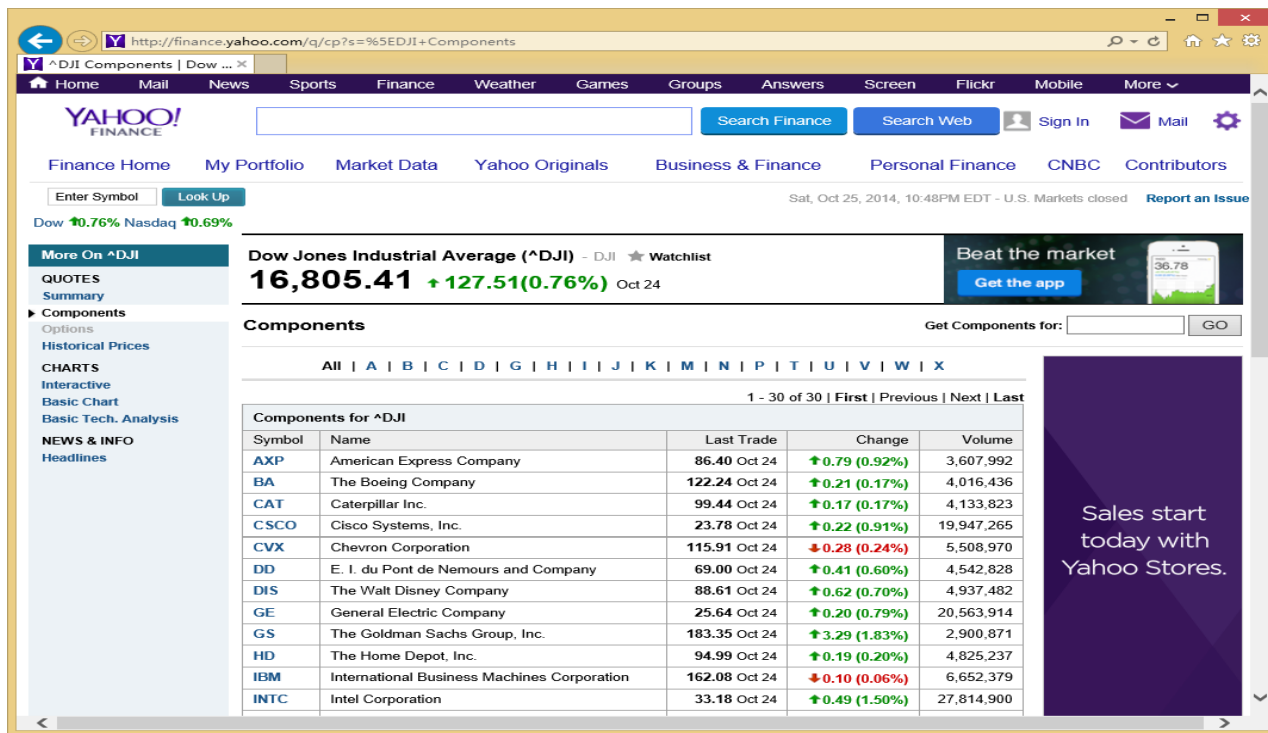 http://finance.yahoo.com/q/cp?s=%5EDJI+Components
^DJI Components | Dow ...
Home Mail News Sports Finance Weather Games Groups Answers Screen Flickr Mobile More
YAHOO! FINANCE
Search Finance Search Web Sign In Mail
Finance Home My Portfolio Market Data Yahoo Originals Business & Finance Personal Finance CNBC Contributors
Enter Symbol Look Up
Sat, Oct 25, 2014, 10:48PM EDT - U.S. Markets closed Report an Issue
Dow 0.76% Nasdaq 0.69%
More On ^DJI
QUOTES
Summary
Components
Options
Historical Prices
CHARTS
Interactive
Basic Chart
Basic Tech. Analysis
NEWS & INFO
Headlines
Dow Jones Industrial Average (^DJI) - DJI Watchlist
16,805.41 127.51(0.76%) Oct 24
Beat the market
Get the app
36.78
Components
Get Components for: GO
All | A | B | C | D | G | H | I | J | K | M | N | P | T | U | V | W | X
1 - 30 of 30 | First | Previous | Next | Last
Components for ^DJI
Symbol Name Last Trade Change Volume
AXP American Express Company 86.40 Oct 24 0.79 (0.92%) 3,607,992
BA The Boeing Company 122.24 Oct 24 0.21 (0.17%) 4,016,436
CAT Caterpillar Inc. 99.44 Oct 24 0.17 (0.17%) 4,133,823
CSCO Cisco Systems, Inc. 23.78 Oct 24 0.22 (0.91%) 19,947,265
CVX Chevron Corporation 115.91 Oct 24 0.28 (0.24%) 5,508,970
DD E. I. du Pont de Nemours and Company 69.00 Oct 24 0.41 (0.60%) 4,542,828
DIS The Walt Disney Company 88.61 Oct 24 0.62 (0.70%) 4,937,482
GE General Electric Company 25.64 Oct 24 0.20 (0.79%) 20,563,914
GS The Goldman Sachs Group, Inc. 183.35 Oct 24 3.29 (1.83%) 2,900,871
HD The Home Depot, Inc. 94.99 Oct 24 0.19 (0.20%) 4,825,237
IBM International Business Machines Corporation 162.08 Oct 24 0.10 (0.06%) 6,652,379
INTC Intel Corporation 33.18 Oct 24 0.49 (1.50%) 27,814,900
Sales start
today with
Yahoo Stores.